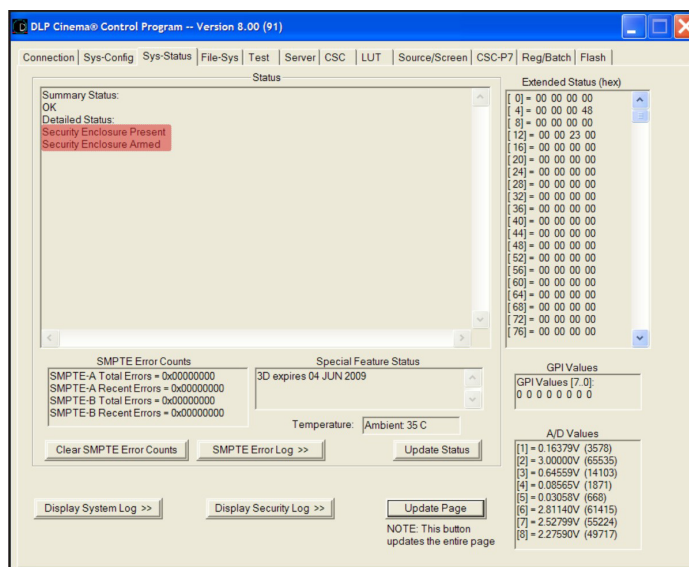 DLP Cinema® Control Program -- Version 8.00 (91)
Connection Sys-Config Sys-Status File-Sys Test Server CSC LUT Source/Screen CSC-P7 Reg/Batch Flash
Status
Summary Status:
OK
Detailed Status:
Security Enclosure Present
Security Enclosure Armed
Extended Status (hex)
[ 0] = 00 00 00 00
[ 4] = 00 00 00 48
[ 8] = 00 00 00 00
[12] = 00 00 23 00
[16] = 00 00 00 00
[20] = 00 00 00 00
[24] = 00 00 00 00
[28] = 00 00 00 00
[32] = 00 00 00 00
[36] = 00 00 00 00
[40] = 00 00 00 00
[44] = 00 00 00 00
[48] = 00 00 00 00
[52] = 00 00 00 00
[56] = 00 00 00 00
[60] = 00 00 00 00
[64] = 00 00 00 00
[68] = 00 00 00 00
[72] = 00 00 00 00
[76] = 00 00 00 00
SMPTE Error Counts
SMPTE-A Total Errors = 0x00000000
SMPTE-A Recent Errors = 0x00000000
SMPTE-B Total Errors = 0x00000000
SMPTE-B Recent Errors = 0x00000000
Special Feature Status
3D expires 04 JUN 2009
Temperature: Ambient: 35 C
Clear SMPTE Error Counts
SMPTE Error Log >>
Update Status
GPI Values
GPI Values [7..0]:
0 0 0 0 0 0 0 0
A/D Values
[1] = 0.16379V (3578)
[2] = 3.00000V (65535)
[3] = 0.64559V (14103)
[4] = 0.08565V (1871)
[5] = 0.03058V (668)
[6] = 2.81140V (61415)
[7] = 2.52799V (55224)
[8] = 2.27590V (49717)
Display System Log >>
Display Security Log >>
Update Page
NOTE: This button
updates the entire page